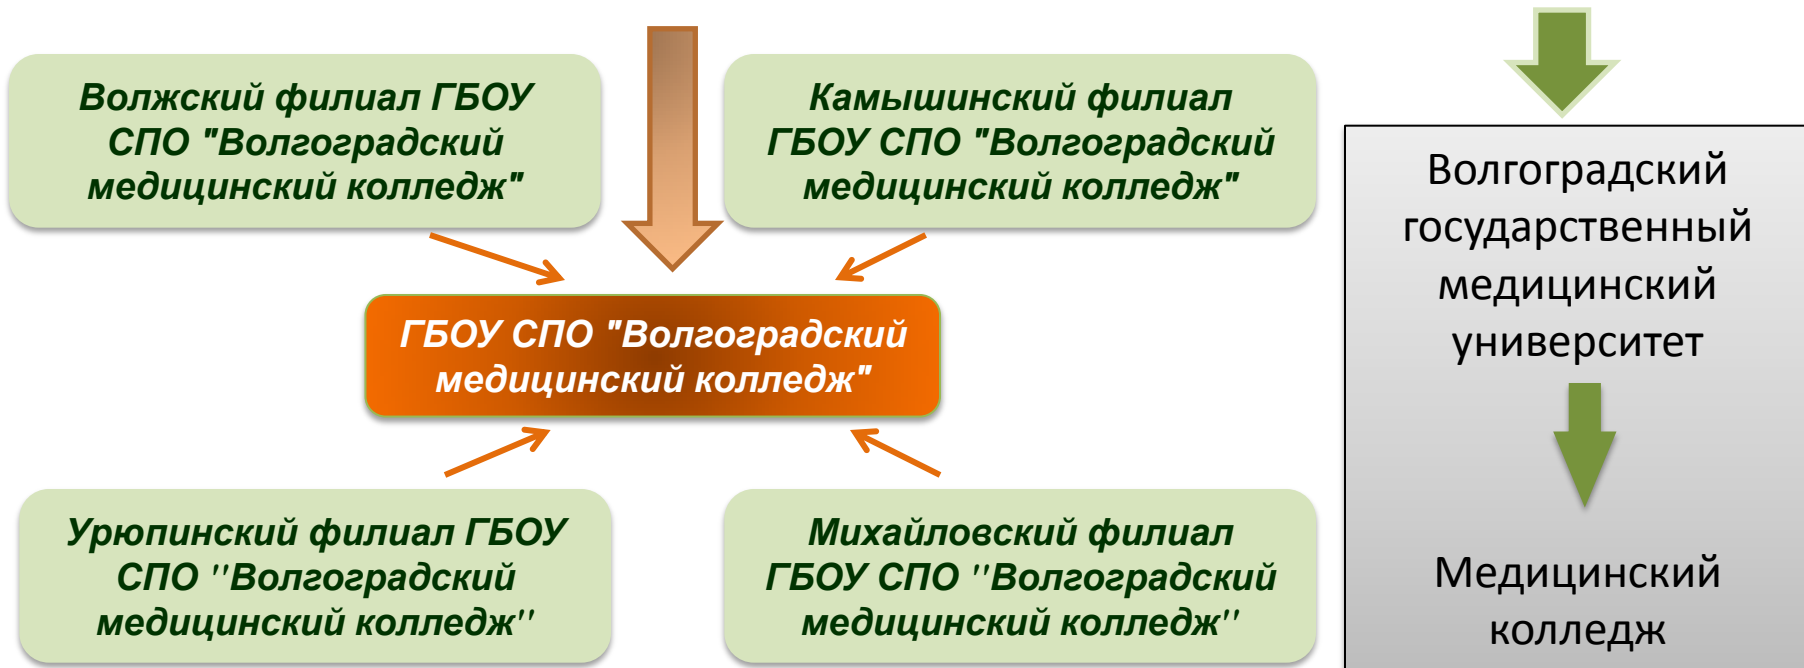 Волжский филиал ГБОУ
СПО "Волгоградский
медицинский колледж"
Камышинский филиал
ГБОУ СПО "Волгоградский
медицинский колледж"
ГБОУ СПО "Волгоградский
медицинский колледж"
Урюпинский филиал ГБОУ
СПО "Волгоградский
медицинский колледж"
Михайловский филиал
ГБОУ СПО "Волгоградский
медицинский колледж"
Волгоградский
государственный
медицинский
университет
Медицинский
колледж